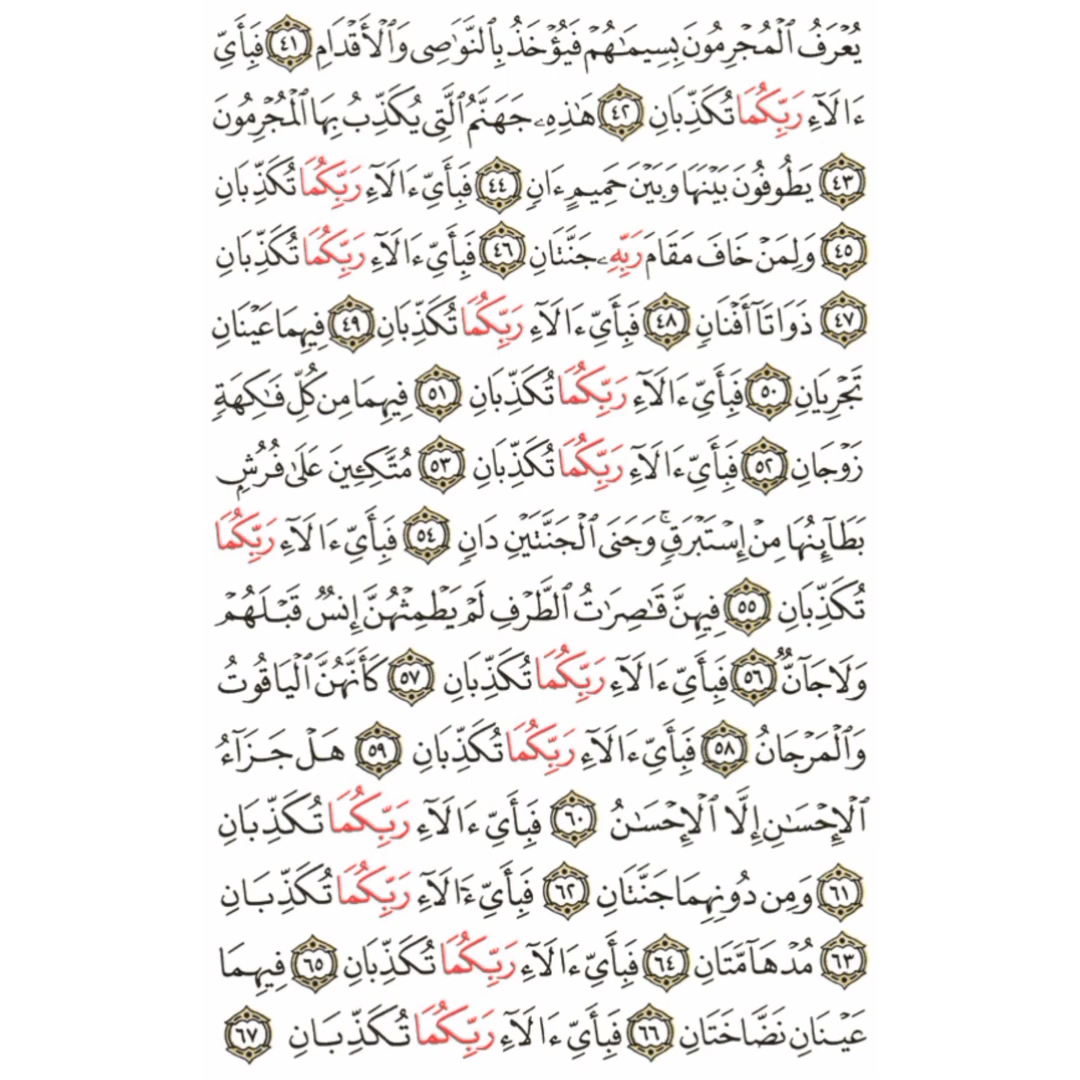 يُعْرَفُ ٱلْمُجْرِمُونَ بِسِيمَٰهُمْ فَيُؤْخَذُ بِٱلنَّوَٰصِى وَٱلْأَقْدَامِ ٤١ فَبِأَىِّ
ءَالَآءِ رَبِّكُمَا تُكَذِّبَانِ ٤٢ هَٰذِهِۦ جَهَنَّمُ ٱلَّتِى يُكَذِّبُ بِهَا ٱلْمُجْرِمُونَ
٤٣ يَطُوفُونَ بَيْنَهَا وَبَيْنَ حَمِيمٍ ءَانٍ ٤٤ فَبِأَىِّ ءَالَآءِ رَبِّكُمَا تُكَذِّبَانِ
٤٥ وَلِمَنْ خَافَ مَقَامَ رَبِّهِۦ جَنَّتَانِ ٤٦ فَبِأَىِّ ءَالَآءِ رَبِّكُمَا تُكَذِّبَانِ
٤٧ ذَوَاتَآ أَفْنَانٍ ٤٨ فَبِأَىِّ ءَالَآءِ رَبِّكُمَا تُكَذِّبَانِ ٤٩ فِيهِمَا عَيْنَانِ
تَجْرِيَانِ ٥٠ فَبِأَىِّ ءَالَآءِ رَبِّكُمَا تُكَذِّبَانِ ٥١ فِيهِمَا مِن كُلِّ فَٰكِهَةٍ
زَوْجَانِ ٥٢ فَبِأَىِّ ءَالَآءِ رَبِّكُمَا تُكَذِّبَانِ ٥٣ مُتَّكِـِٔينَ عَلَىٰ فُرُشٍۭ
بَطَآئِنُهَا مِنْ إِسْتَبْرَقٍۚ وَجَنَى ٱلْجَنَّتَيْنِ دَانٍ ٥٤ فَبِأَىِّ ءَالَآءِ رَبِّكُمَا
تُكَذِّبَانِ ٥٥ فِيهِنَّ قَٰصِرَٰتُ ٱلطَّرْفِ لَمْ يَطْمِثْهُنَّ إِنسٌ قَبْلَهُمْ
وَلَا جَآنٌّ ٥٦ فَبِأَىِّ ءَالَآءِ رَبِّكُمَا تُكَذِّبَانِ ٥٧ كَأَنَّهُنَّ ٱلْيَاقُوتُ
وَٱلْمَرْجَانُ ٥٨ فَبِأَىِّ ءَالَآءِ رَبِّكُمَا تُكَذِّبَانِ ٥٩ هَلْ جَزَآءُ
ٱلْإِحْسَٰنِ إِلَّا ٱلْإِحْسَٰنُ ٦٠ فَبِأَىِّ ءَالَآءِ رَبِّكُمَا تُكَذِّبَانِ
٦١ وَمِن دُونِهِمَا جَنَّتَانِ ٦٢ فَبِأَىِّ ءَالَآءِ رَبِّكُمَا تُكَذِّبَانِ
٦٣ مُدْهَآمَّتَانِ ٦٤ فَبِأَىِّ ءَالَآءِ رَبِّكُمَا تُكَذِّبَانِ ٦٥ فِيهِمَا
عَيْنَانِ نَضَّاخَتَانِ ٦٦ فَبِأَىِّ ءَالَآءِ رَبِّكُمَا تُكَذِّبَانِ ٦٧